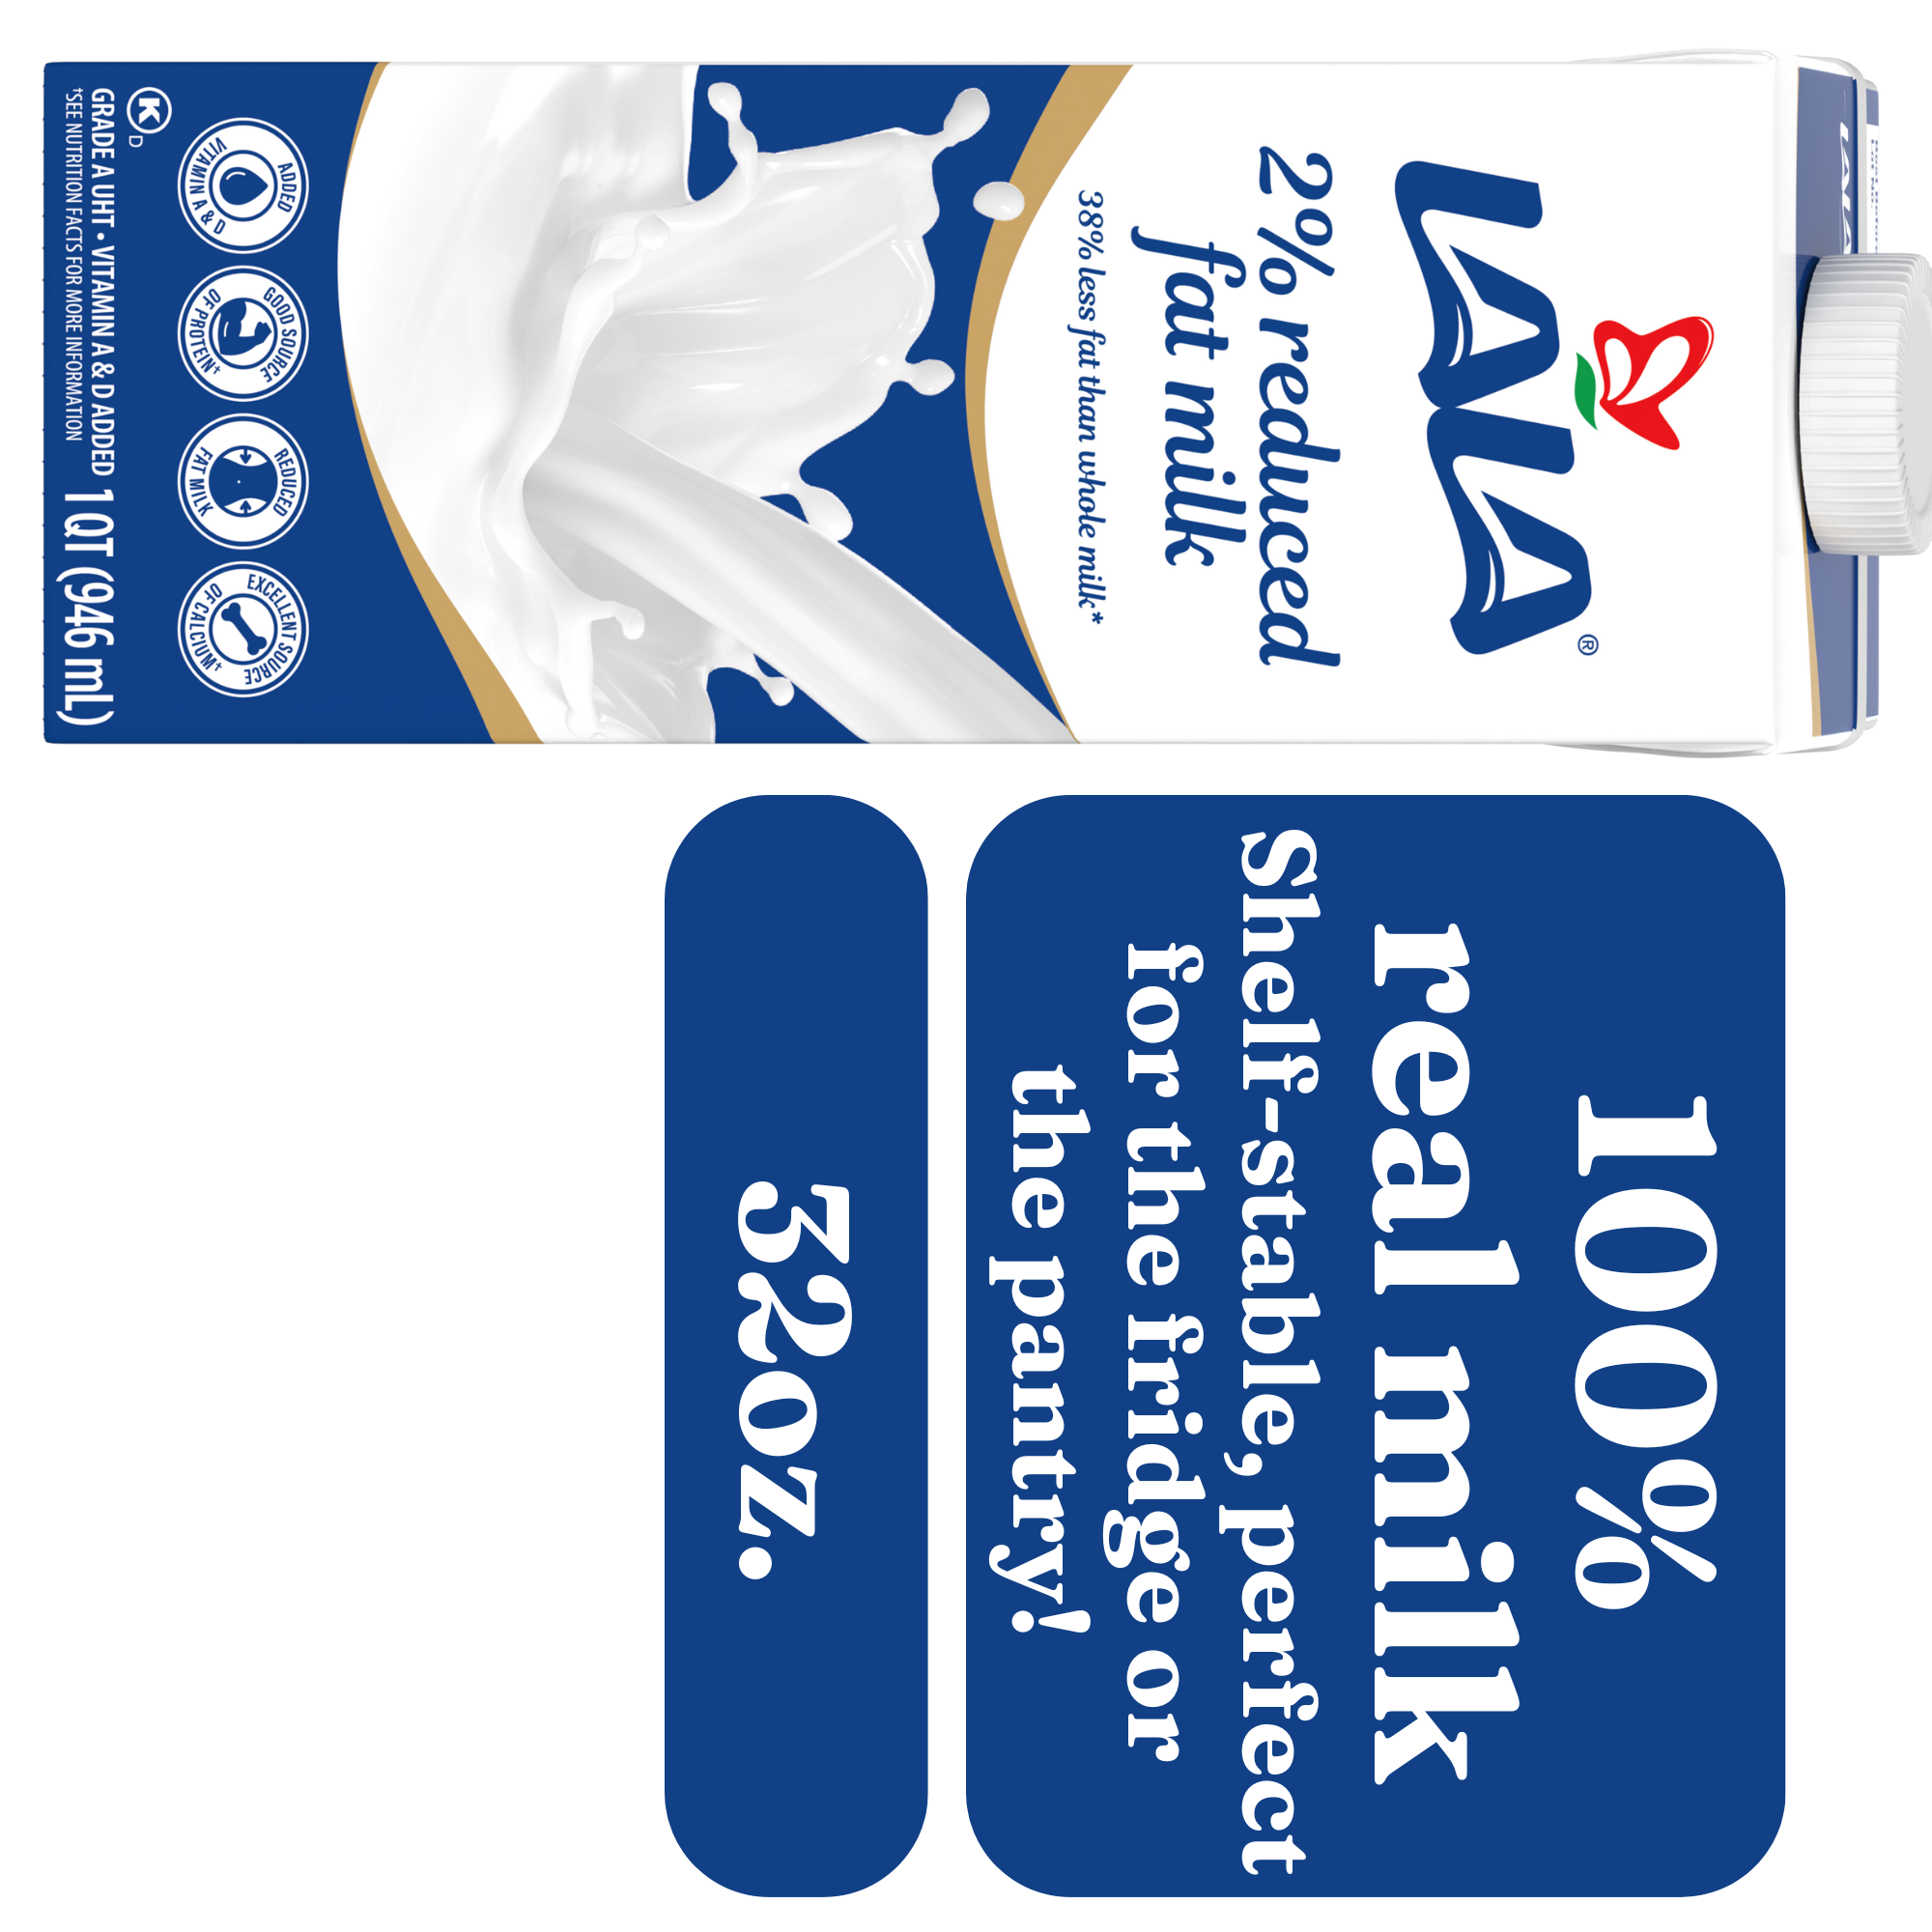 LALA®
2% reduced
fat milk
38% less fat than whole milk*
ADDED
VITAMIN A & D
GOOD SOURCE
OF PROTEIN†
REDUCED
FAT MILK
EXCELLENT SOURCE
OF CALCIUM†
K D
GRADE A UHT • VITAMIN A & D ADDED 1 QT (946 mL)
†SEE NUTRITION FACTS FOR MORE INFORMATION
100%
real milk
Shelf-stable, perfect
for the fridge or
the pantry!
32oz.